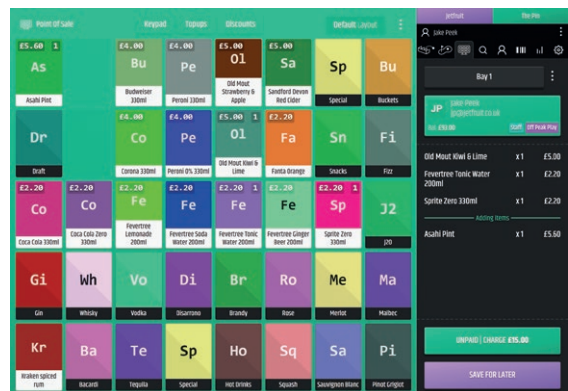 Point Of Sale Keypad Topups Discounts Default Layout
£5.60 1 £4.00 £4.00 £5.00 £5.00
As Bu Pe Ol Sa Sp Bu
Asahi Pint Budweiser 330ml Peroni 330ml Old Mout Strawberry & Apple Sandford Devon Red Cider Special Buckets
£4.00 £4.00 £5.00 1 £2.20
Dr Co Pe Ol Fa Sn Fi
Draft Corona 330ml Peroni 0% 330ml Old Mout Kiwi & Lime Fanta Orange Snacks Fizz
£2.20 £2.20 £2.20 £2.20 £2.20 1 £2.20 £2.20 1
Co Co Fe Fe Fe Fe Sp J2
Coca Cola 330ml Coca Cola Zero 330ml Fevertree Lemonade 200ml Fevertree Soda Water 200ml Fevertree Tonic Water 200ml Fevertree Ginger Beer 200ml Sprite Zero 330ml J20
Gi Wh Vo Di Br Ro Me Ma
Gin Whisky Vodka Disarrono Brandy Rose Merlot Malbec
Kr Ba Te Sp Ho Sq Sa Pi
Kraken Spiced rum Bacardi Tequila Special Hot Drinks Squash Sauvignon Blanc Pinot Grigiot
Jetfruit The Pin
Jake Peek
Bay 1
JP Jake Peek
jp@jetfruit.co.uk
Staff Off Peak Play
Old Mout Kiwi & Lime x1 £5.00
Fevertree Tonic Water 200ml x1 £2.20
Sprite Zero 330ml x1 £2.20
Adding Items
Asahi Pint x1 £5.60
UNPAID | CHARGE £15.00
SAVE FOR LATER